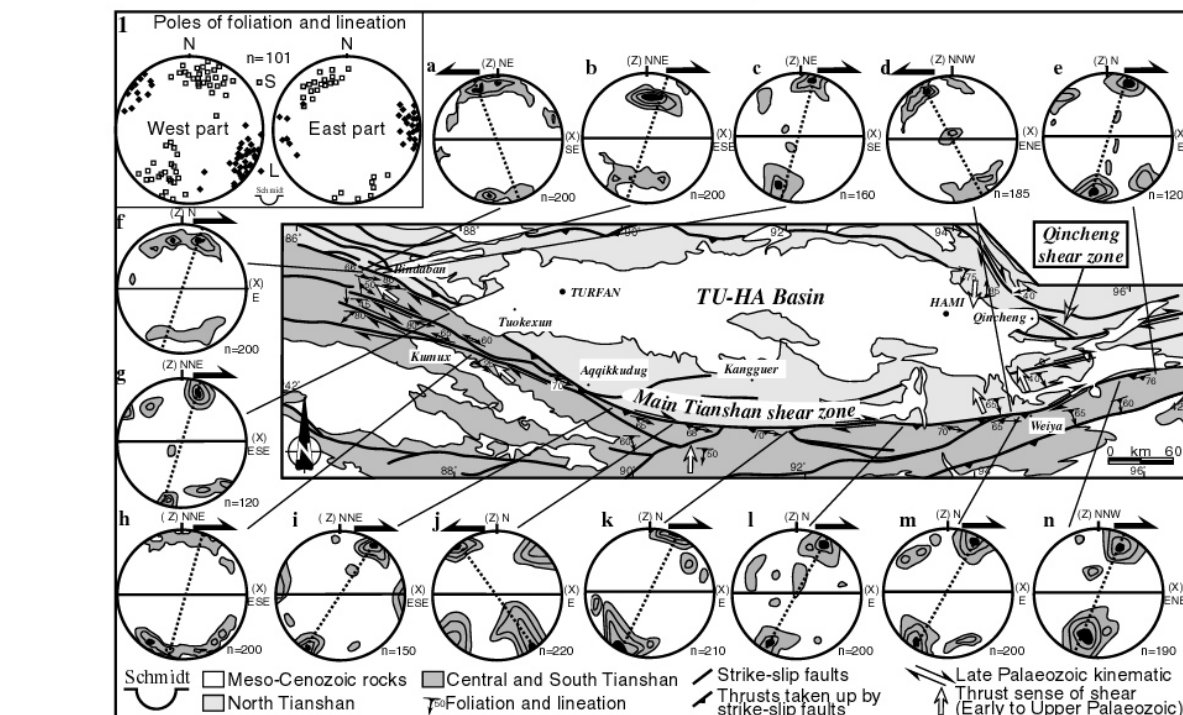 1 Poles of foliation and lineation
N
N
n=101
S
West part
East part
L
Schmidt
a
(Z) NE
(X)
SE
n=200
b
(Z) NNE
(X)
ESE
n=200
c
(Z) NE
(X)
SE
n=160
d
(Z) NNW
(X)
ENE
n=185
e
(Z) N
(X)
E
n=120
f
(Z) N
(X)
E
n=200
g
(Z) NNE
(X)
ESE
n=120
86°
88°
90°
92
94°
96°
Qincheng
shear zone
Bindaban
TURFAN
TU-HA Basin
HAMI
Qincheng
Tuokexun
Kumux
Aqqikkudug
Kangguer
Main Tianshan shear zone
Weiya
42°
42
N
88°
90°
92°
94
96°
0 km 60
h
(Z) NNE
(X)
ESE
n=200
i
(Z) NNE
(X)
ESE
n=150
j
(Z) N
(X)
E
n=220
k
(Z) N
(X)
E
n=210
l
(Z) N
(X)
E
n=200
m
(Z) N
(X)
E
n=200
n
(Z) NNW
(X)
ENE
n=190
Schmidt
Meso-Cenozoic rocks
North Tianshan
Central and South Tianshan
50 Foliation and lineation
Strike-slip faults
Thrusts taken up by
strike-slip faults
Late Palaeozoic kinematic
Thrust sense of shear
(Early to Upper Palaeozoic)